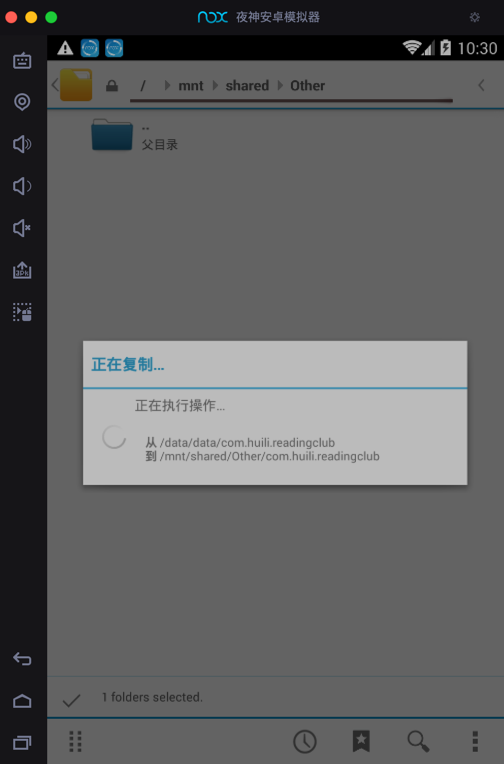 nox 夜神安卓模拟器
10:30
/ mnt shared Other
..
父目录
正在复制...
正在执行操作...
从 /data/data/com.huili.readingclub
到 /mnt/shared/Other/com.huili.readingclub
1 folders selected.